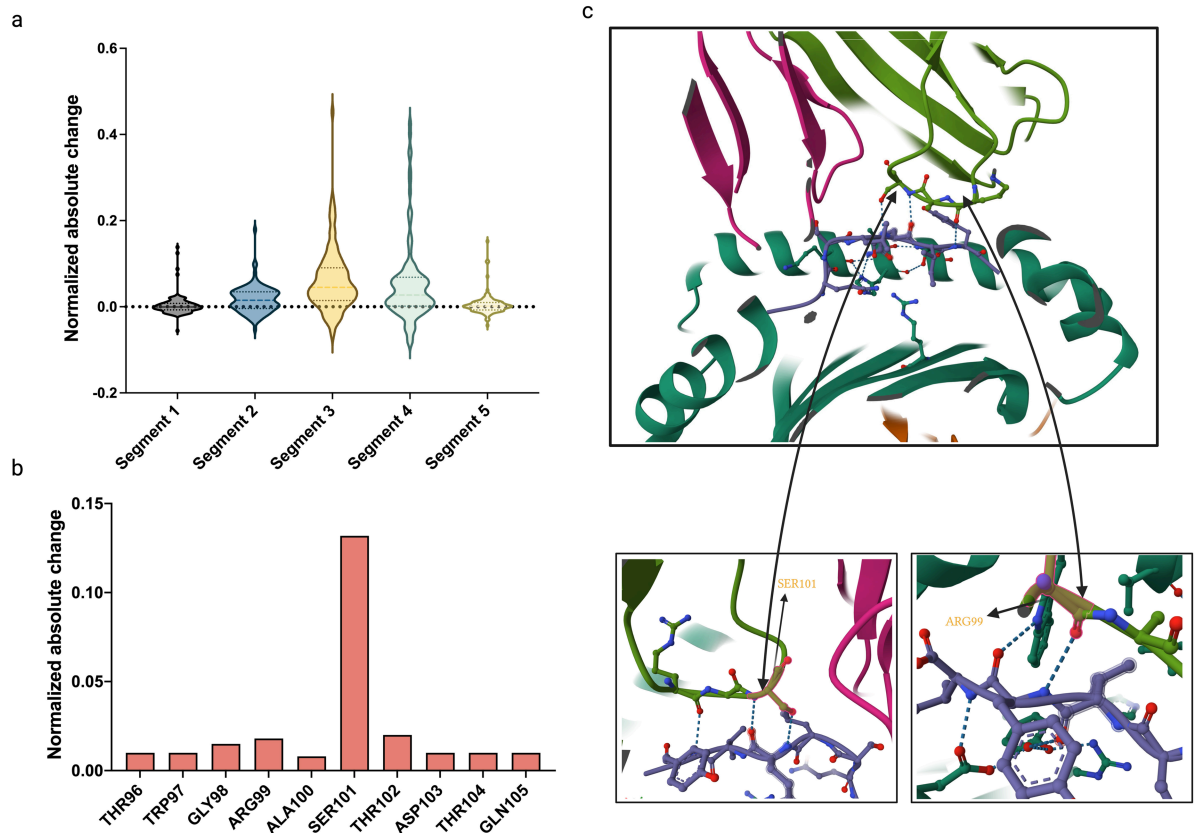 a
Normalized absolute change
0.6
0.4
0.2
0.0
-0.2
Segment 1
Segment 2
Segment 3
Segment 4
Segment 5
b
Normalized absolute change
0.15
0.10
0.05
0.00
THR96
TRP97
GLY98
ARG99
ALA100
SER101
THR102
ASP103
THR104
GLN105
c
SER101
ARG99